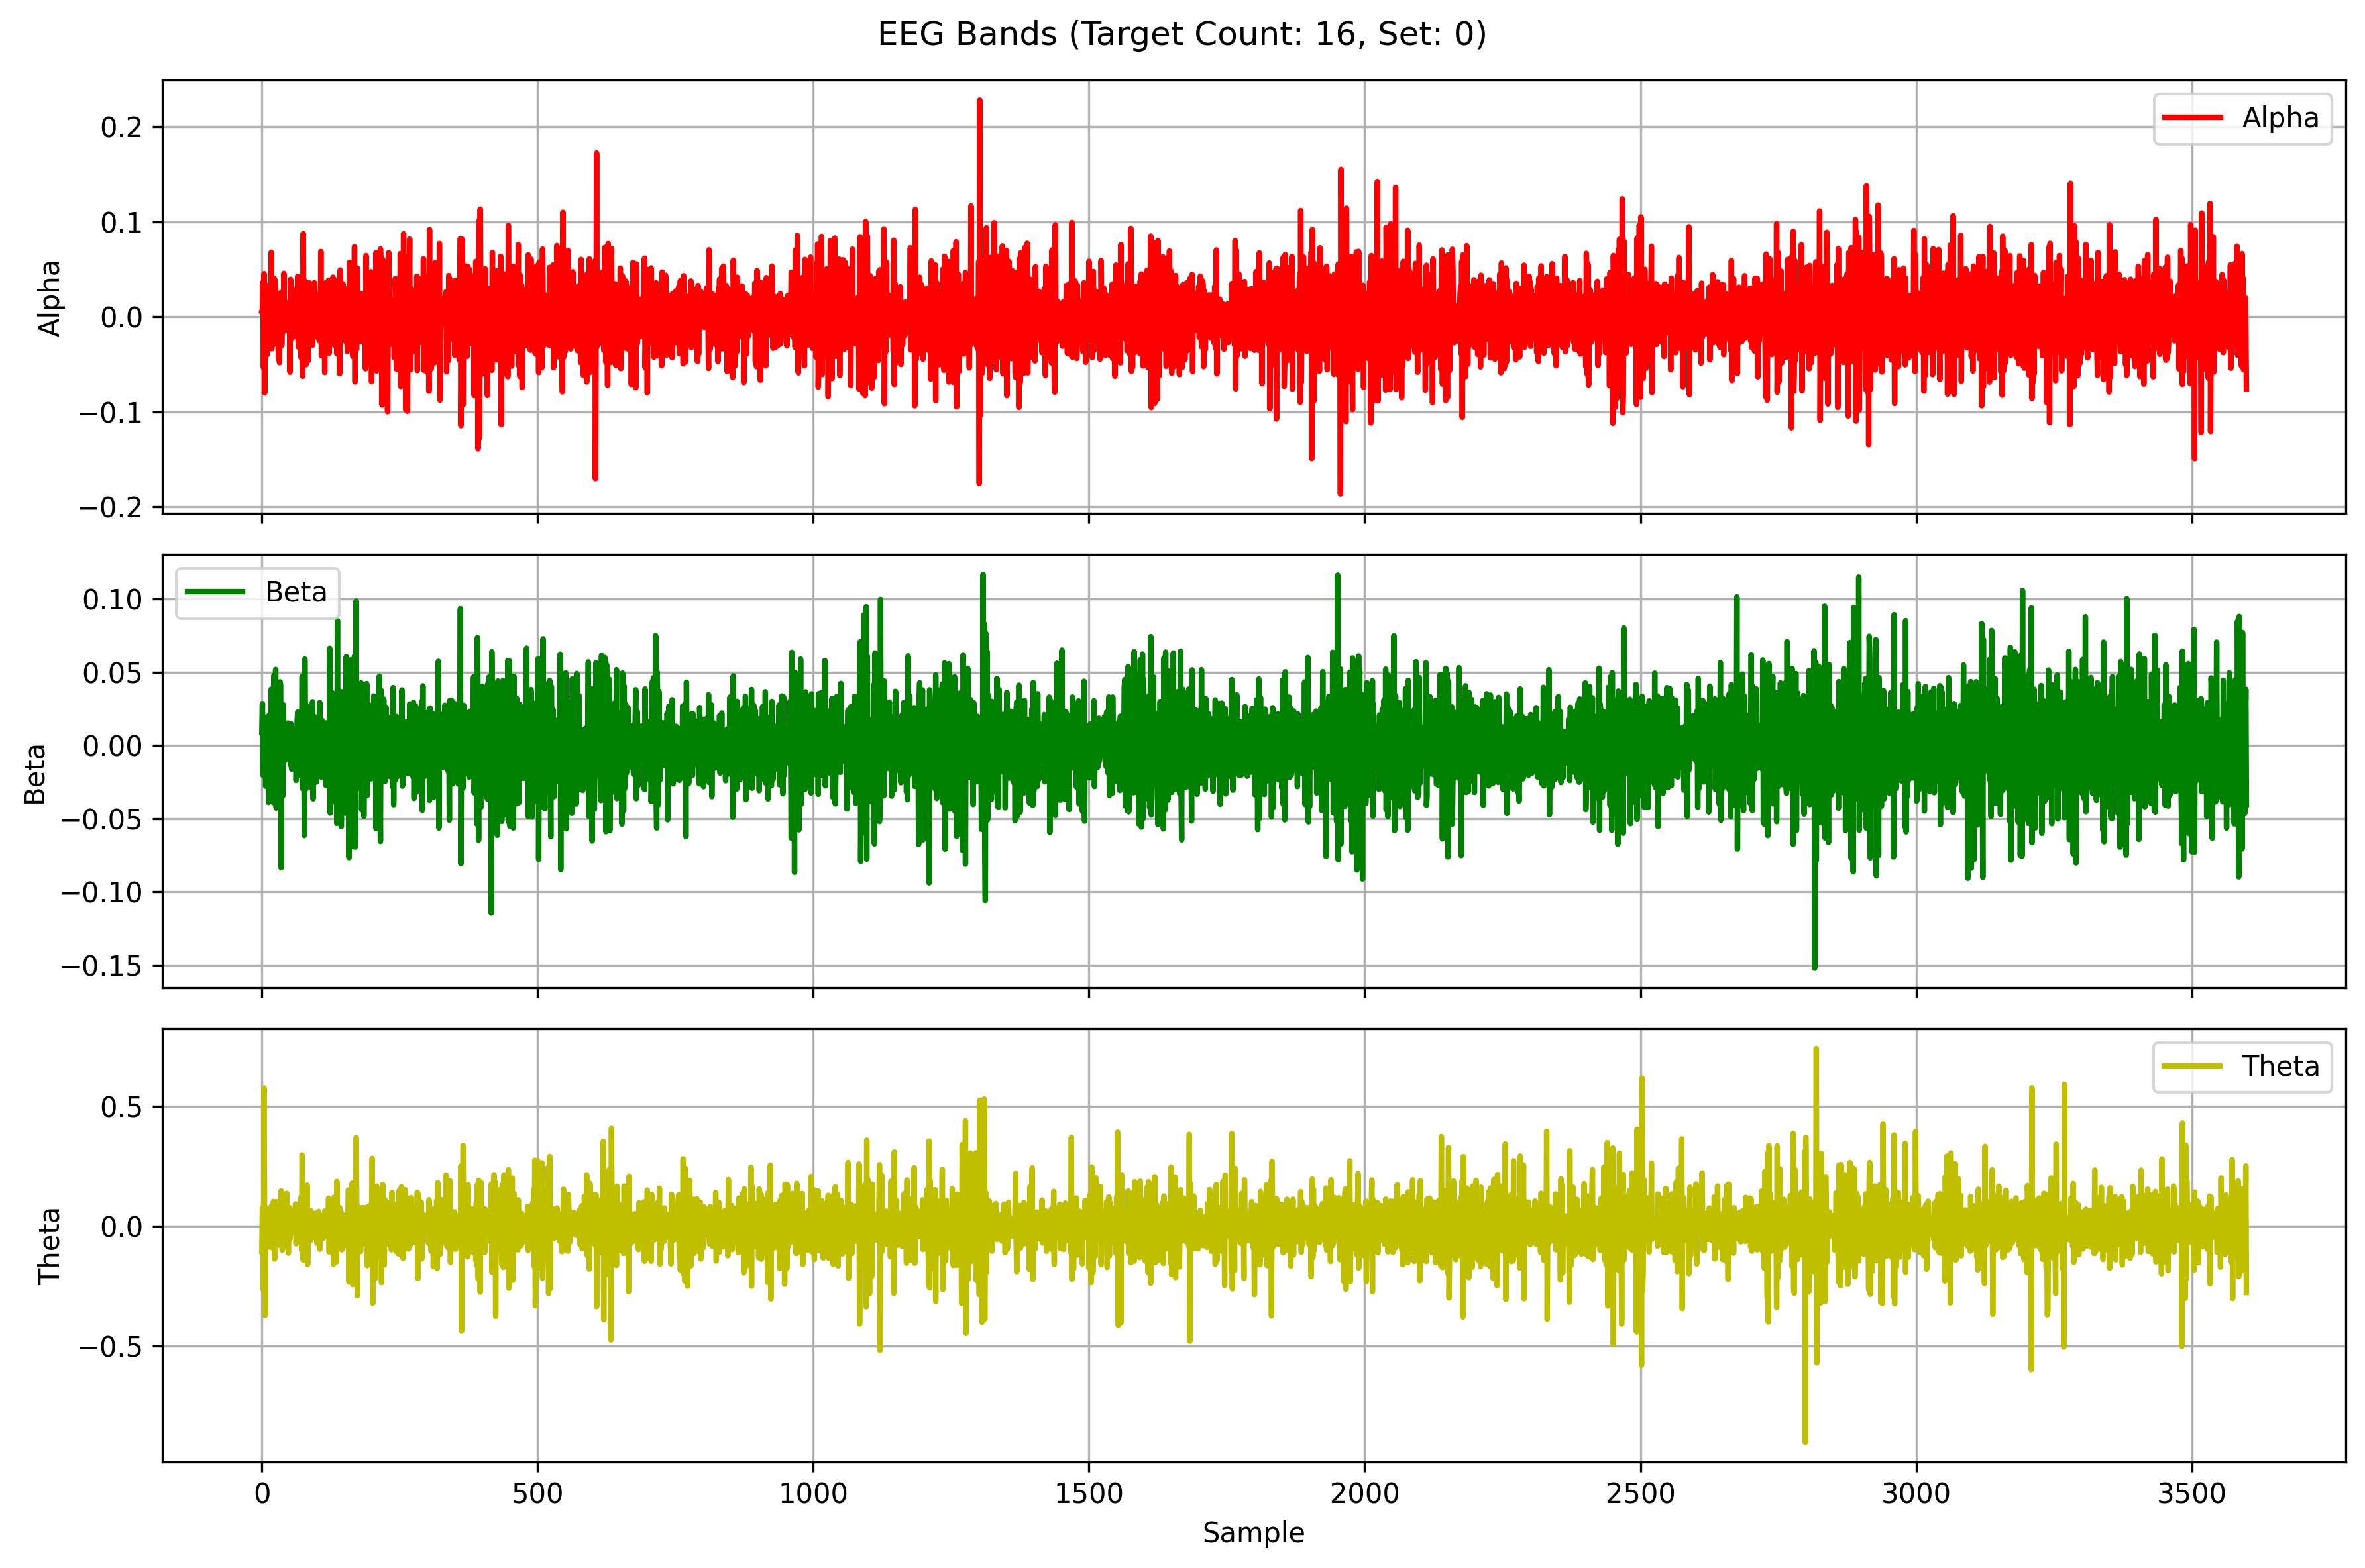 EEG Bands (Target Count: 16, Set: 0)
0.2
0.1
0.0
−0.1
−0.2
Alpha
Alpha
0.10
0.05
0.00
−0.05
−0.10
−0.15
Beta
Beta
0.5
0.0
−0.5
Theta
Theta
0 500 1000 1500 2000 2500 3000 3500
Sample